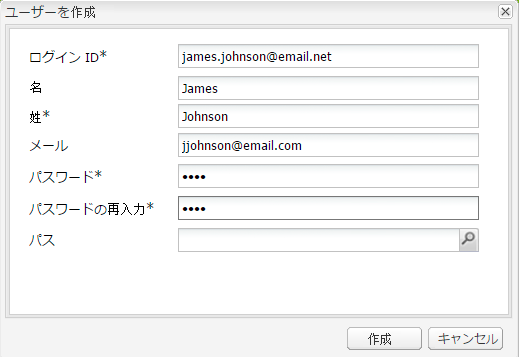 ユーザーを作成
ログイン ID* james.johnson@email.net
名 James
姓* Johnson
メール jjohnson@email.com
パスワード* ••••
パスワードの再入力* ••••
パス
作成 キャンセル